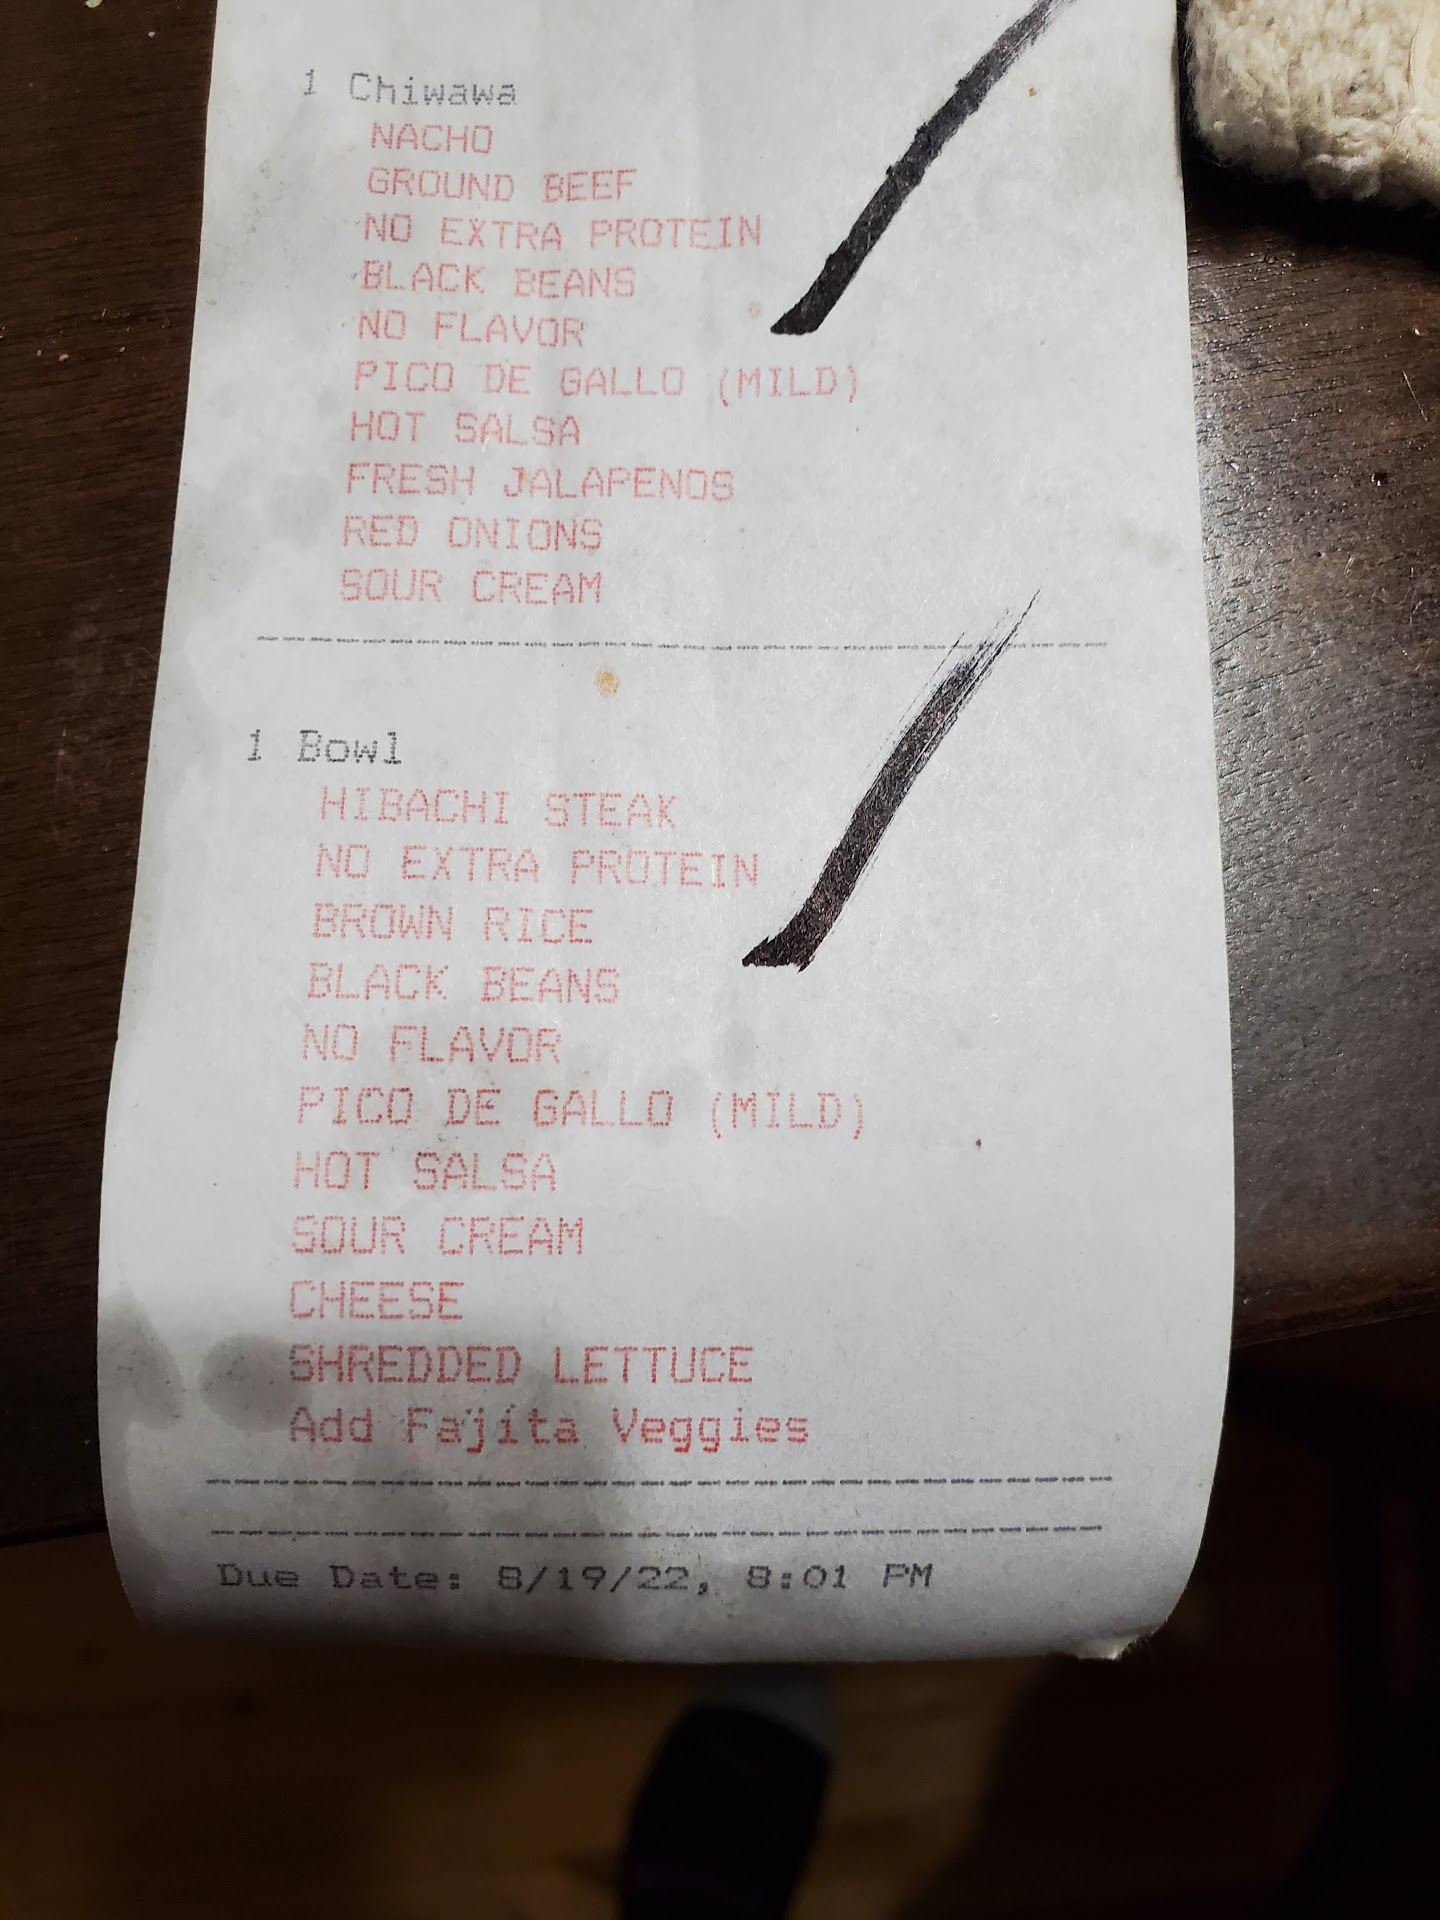 1 Chiwawa
NACHO
GROUND BEEF
NO EXTRA PROTEIN
BLACK BEANS
NO FLAVOR
PICO DE GALLO (MILD)
HOT SALSA
FRESH JALAPENOS
RED ONIONS
SOUR CREAM
1 Bowl
HIBACHI STEAK
NO EXTRA PROTEIN
BROWN RICE
BLACK BEANS
NO FLAVOR
PICO DE GALLO (MILD)
HOT SALSA
SOUR CREAM
CHEESE
SHREDDED LETTUCE
Add Fajita Veggies
Due Date: 8/19/22, 8:01 PM